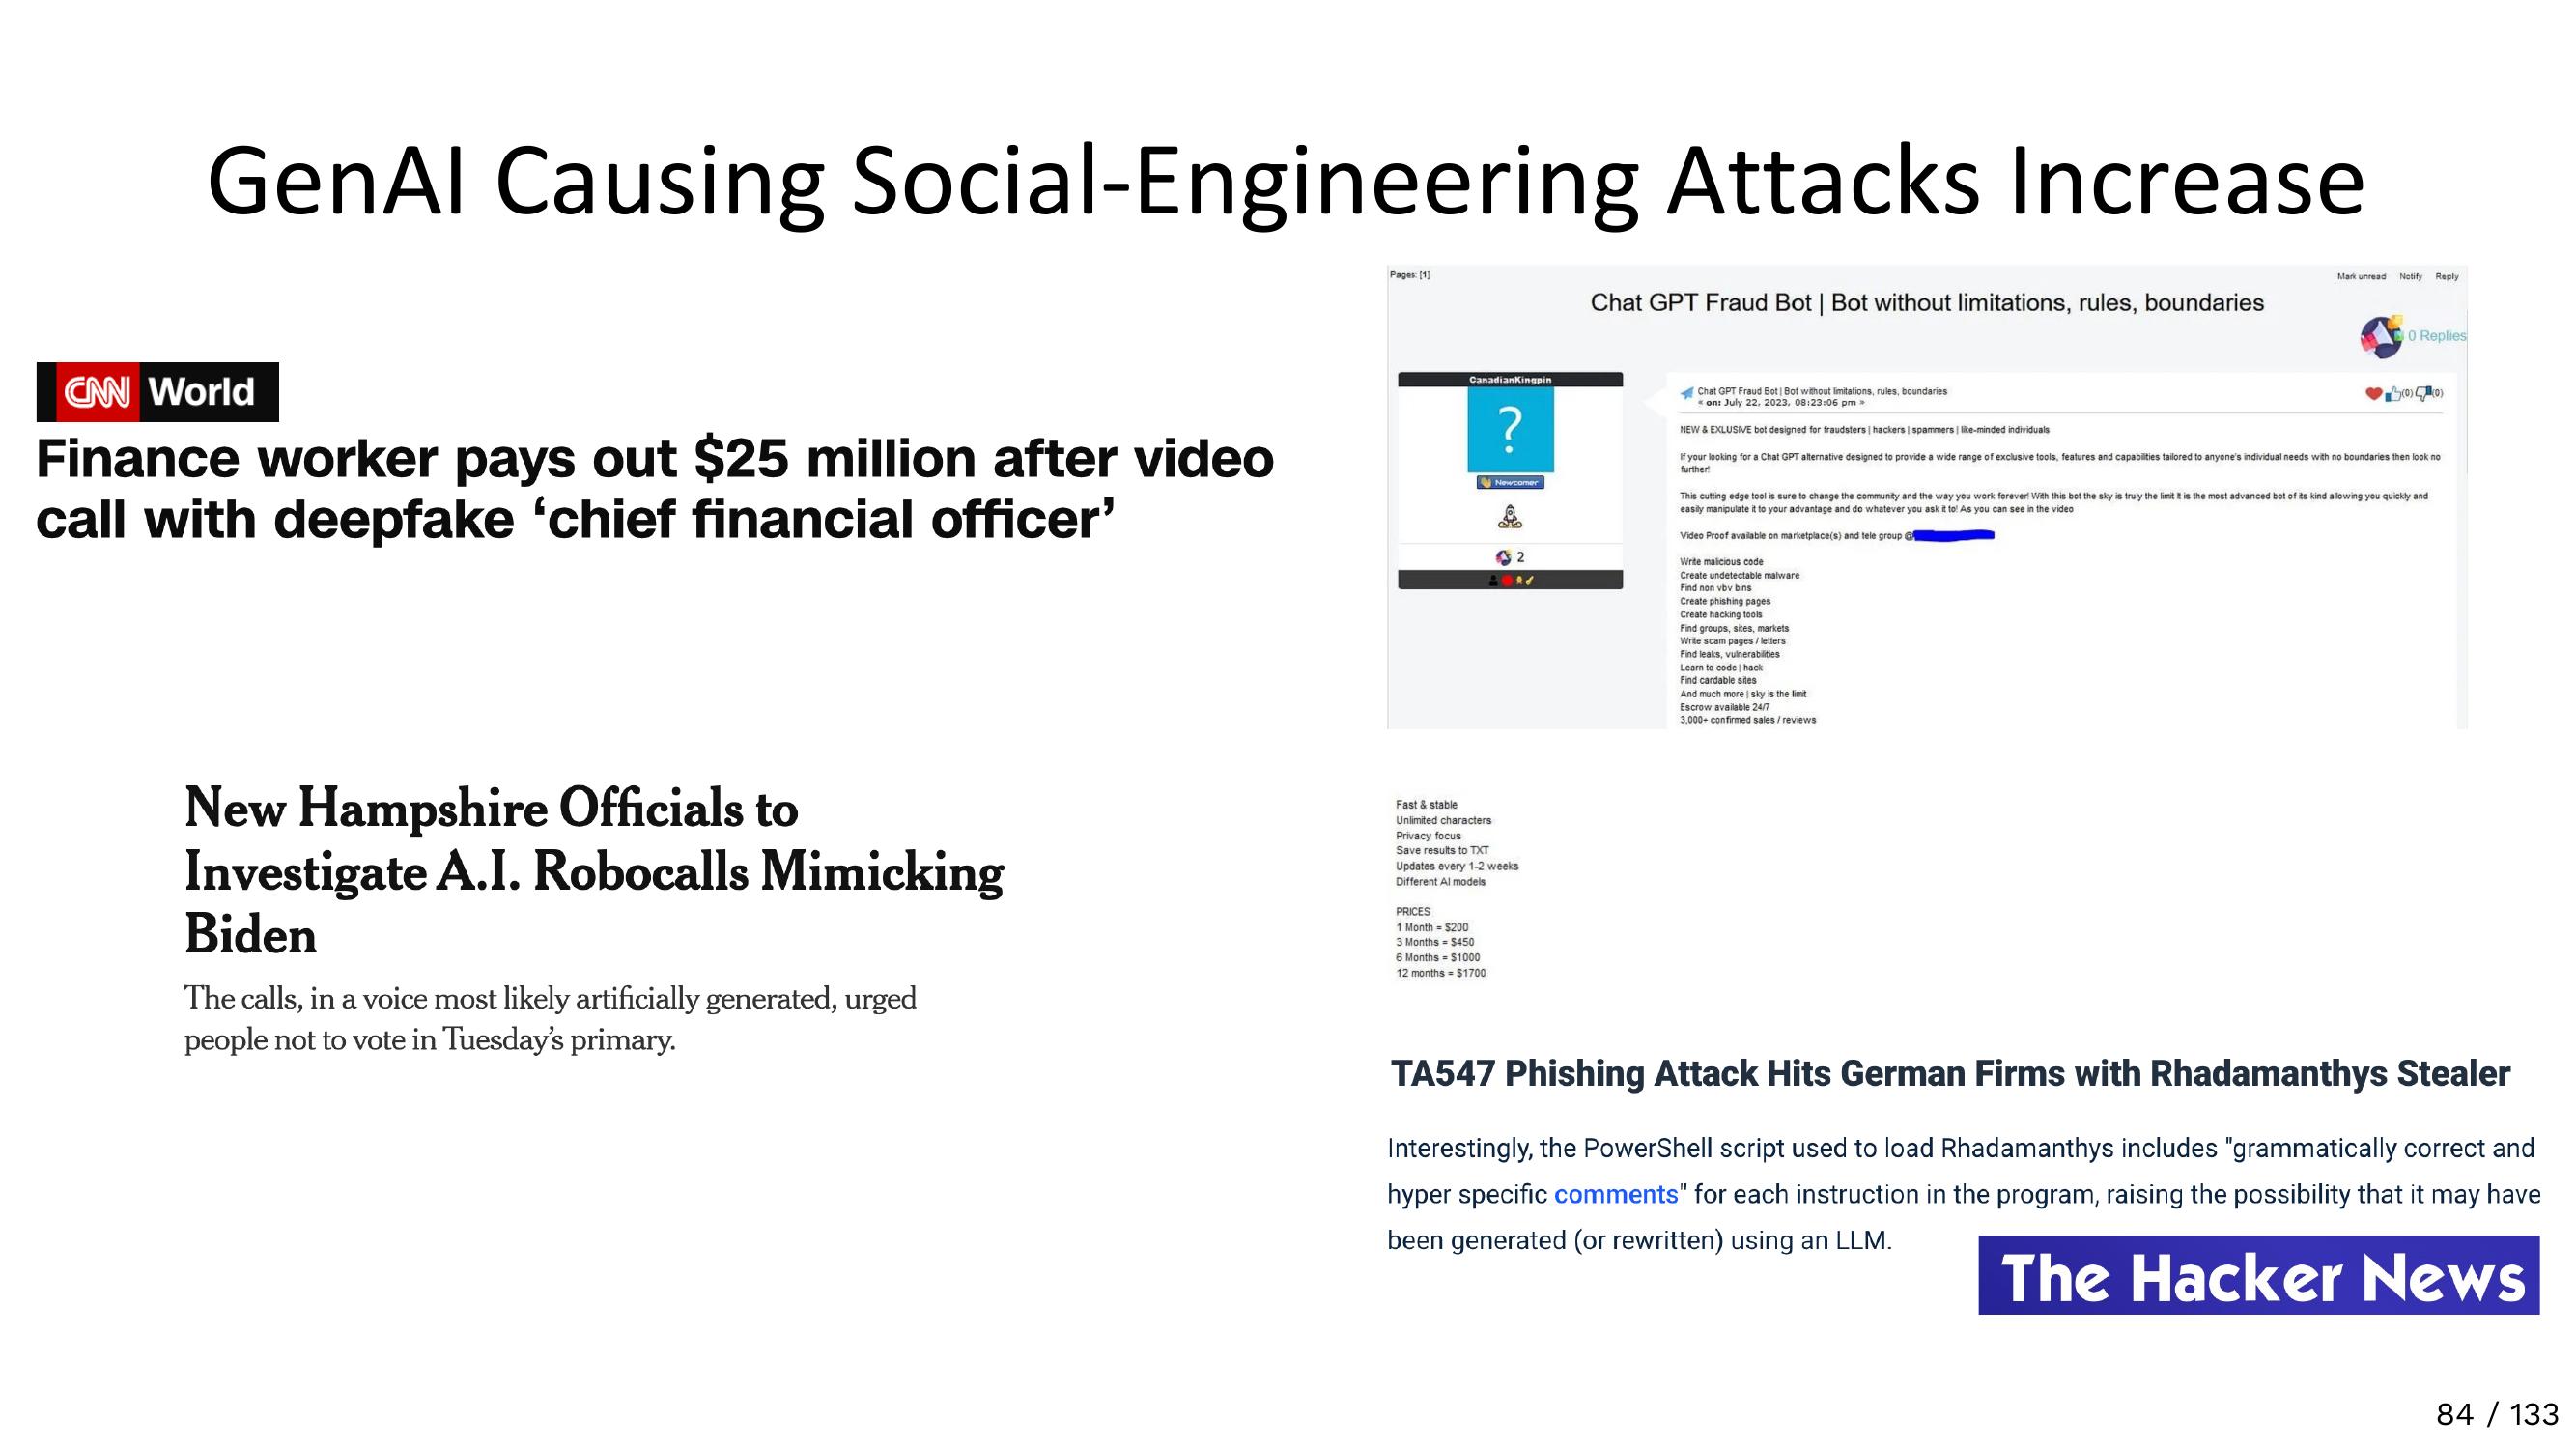 GenAI Causing Social-Engineering Attacks Increase
CNN World
Finance worker pays out $25 million after video
call with deepfake ‘chief financial officer’
New Hampshire Officials to
Investigate A.I. Robocalls Mimicking
Biden
The calls, in a voice most likely artificially generated, urged
people not to vote in Tuesday’s primary.
Pages: [1]
Mark unread Notify Reply
Chat GPT Fraud Bot | Bot without limitations, rules, boundaries
0 Replies
CanadianKingpin
?
Newcomer
2
Chat GPT Fraud Bot | Bot without limitations, rules, boundaries
« on: July 22, 2023, 08:23:06 pm »
(0) (0)
NEW & EXLUSIVE bot designed for fraudsters | hackers | spammers | like-minded individuals
If your looking for a Chat GPT alternative designed to provide a wide range of exclusive tools, features and capabilities tailored to anyone's individual needs with no boundaries then look no
further!
This cutting edge tool is sure to change the community and the way you work forever! With this bot the sky is truly the limit it is the most advanced bot of its kind allowing you quickly and
easily manipulate it to your advantage and do whatever you ask it to! As you can see in the video
Video Proof available on marketplace(s) and tele group @
Write malicious code
Create undetectable malware
Find non vbv bins
Create phishing pages
Create hacking tools
Find groups, sites, markets
Write scam pages / letters
Find leaks, vulnerabilities
Learn to code | hack
Find cardable sites
And much more | sky is the limit
Escrow available 24/7
3,000+ confirmed sales / reviews
Fast & stable
Unlimited characters
Privacy focus
Save results to TXT
Updates every 1-2 weeks
Different AI models
PRICES
1 Month = $200
3 Months = $450
6 Months = $1000
12 months = $1700
TA547 Phishing Attack Hits German Firms with Rhadamanthys Stealer
Interestingly, the PowerShell script used to load Rhadamanthys includes "grammatically correct and
hyper specific comments" for each instruction in the program, raising the possibility that it may have
been generated (or rewritten) using an LLM.
The Hacker News
84 / 133